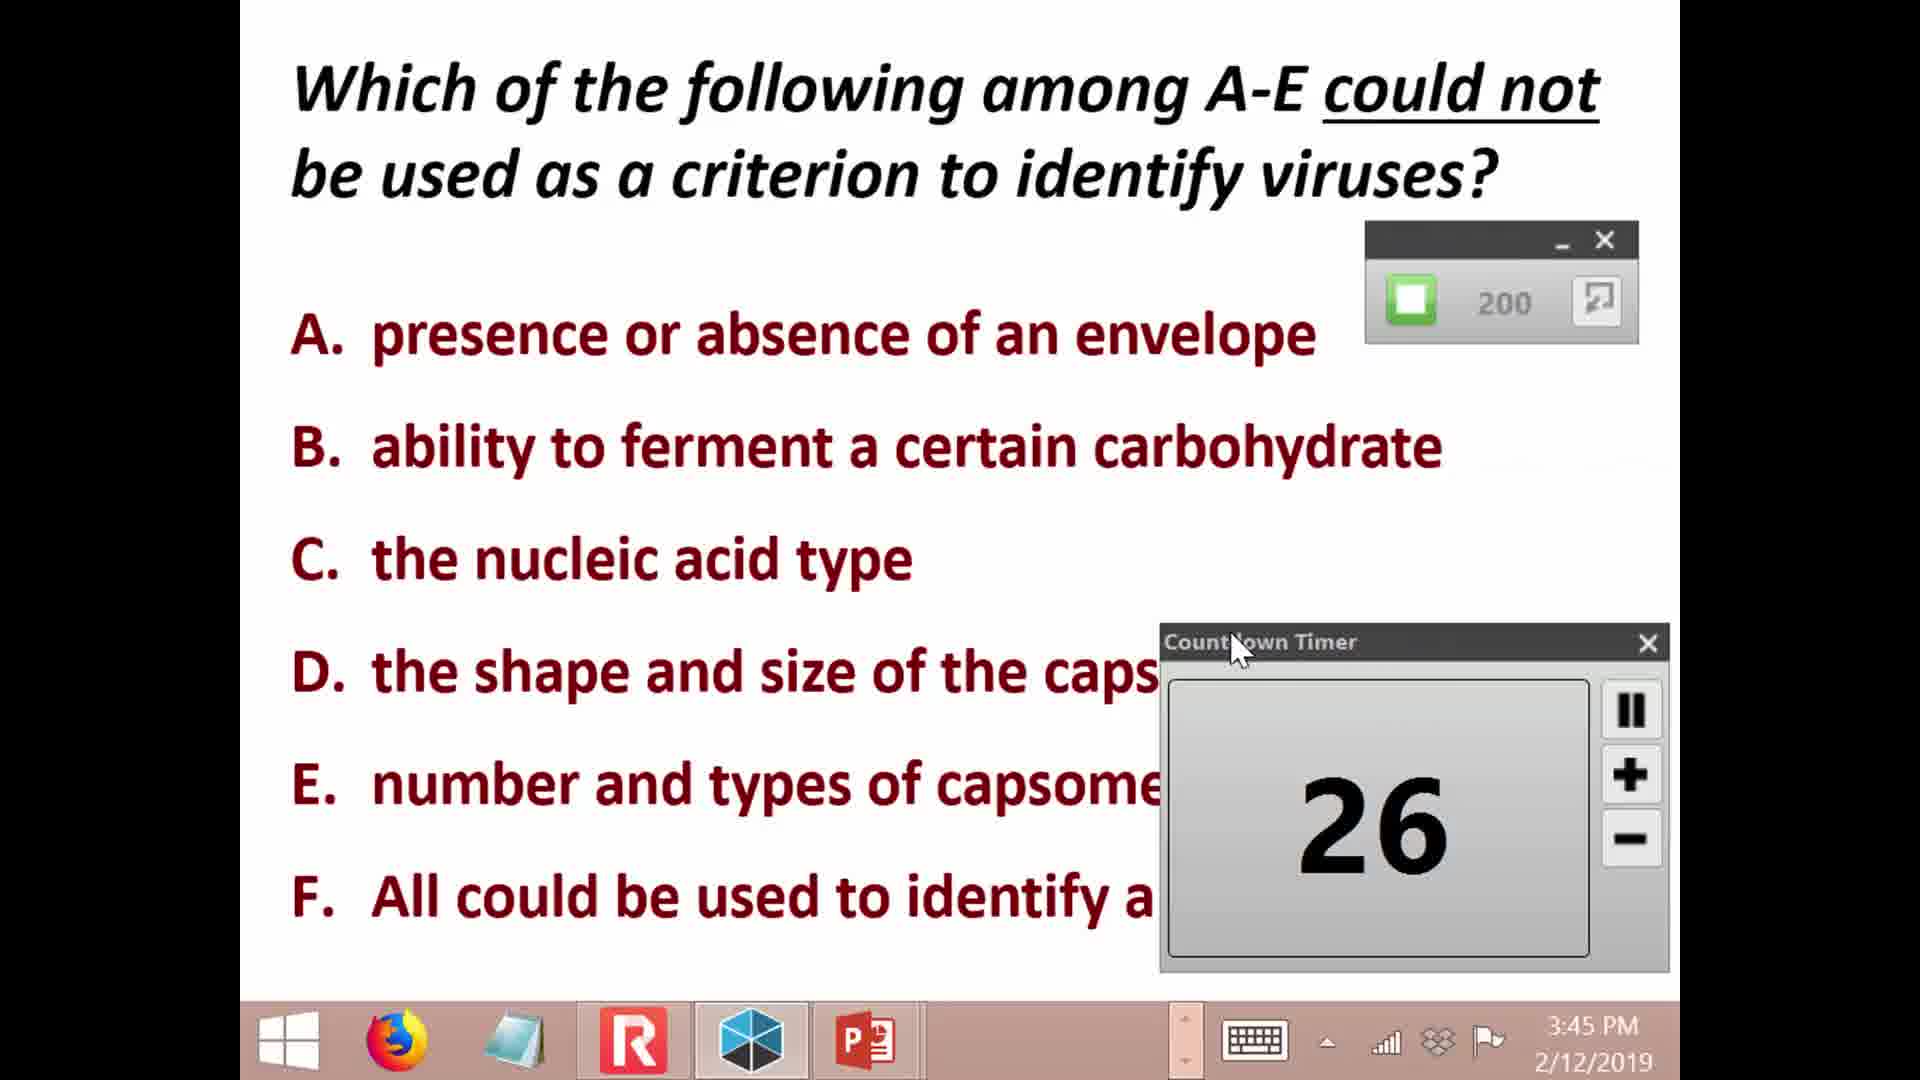 Which of the following among A-E could not
be used as a criterion to identify viruses?
200
A. presence or absence of an envelope
B. ability to ferment a certain carbohydrate
C. the nucleic acid type
Countdown Timer
D. the shape and size of the caps
E. number and types of capsome
26
F. All could be used to identify a
3:45 PM
2/12/2019